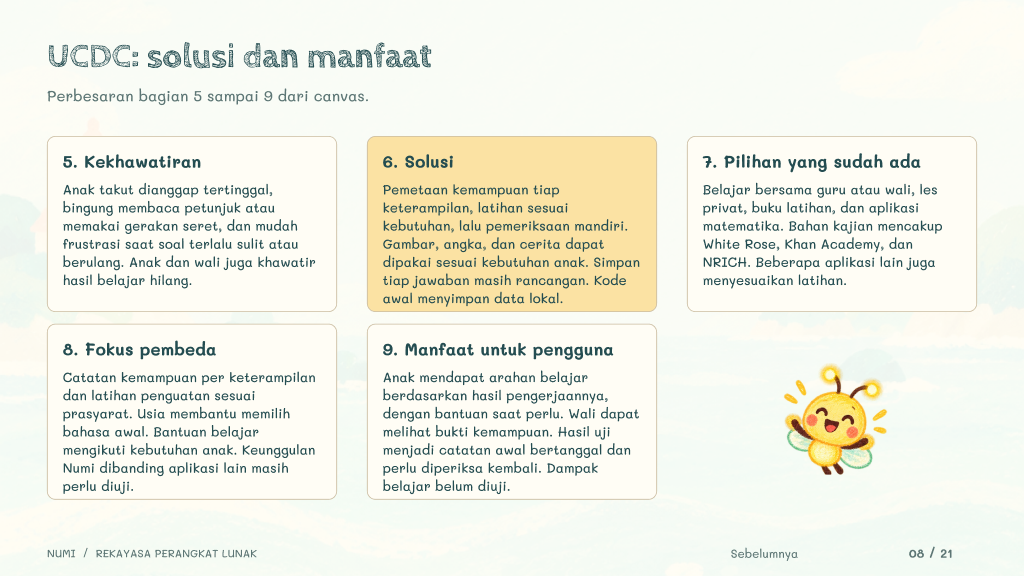 UCDC: solusi dan manfaat
Perbesaran bagian 5 sampai 9 dari canvas.
5. Kekhawatiran
Anak takut dianggap tertinggal,
bingung membaca petunjuk atau
memakai gerakan seret, dan mudah
frustrasi saat soal terlalu sulit atau
berulang. Anak dan wali juga khawatir
hasil belajar hilang.
6. Solusi
Pemetaan kemampuan tiap
keterampilan, latihan sesuai
kebutuhan, lalu pemeriksaan mandiri.
Gambar, angka, dan cerita dapat
dipakai sesuai kebutuhan anak. Simpan
tiap jawaban masih rancangan. Kode
awal menyimpan data lokal.
7. Pilihan yang sudah ada
Belajar bersama guru atau wali, les
privat, buku latihan, dan aplikasi
matematika. Bahan kajian mencakup
White Rose, Khan Academy, dan
NRICH. Beberapa aplikasi lain juga
menyesuaikan latihan.
8. Fokus pembeda
Catatan kemampuan per keterampilan
dan latihan penguatan sesuai
prasyarat. Usia membantu memilih
bahasa awal. Bantuan belajar
mengikuti kebutuhan anak. Keunggulan
Numi dibanding aplikasi lain masih
perlu diuji.
9. Manfaat untuk pengguna
Anak mendapat arahan belajar
berdasarkan hasil pengerjaannya,
dengan bantuan saat perlu. Wali dapat
melihat bukti kemampuan. Hasil uji
menjadi catatan awal bertanggal dan
perlu diperiksa kembali. Dampak
belajar belum diuji.
NUMI / REKAYASA PERANGKAT LUNAK
Sebelumnya
08 / 21